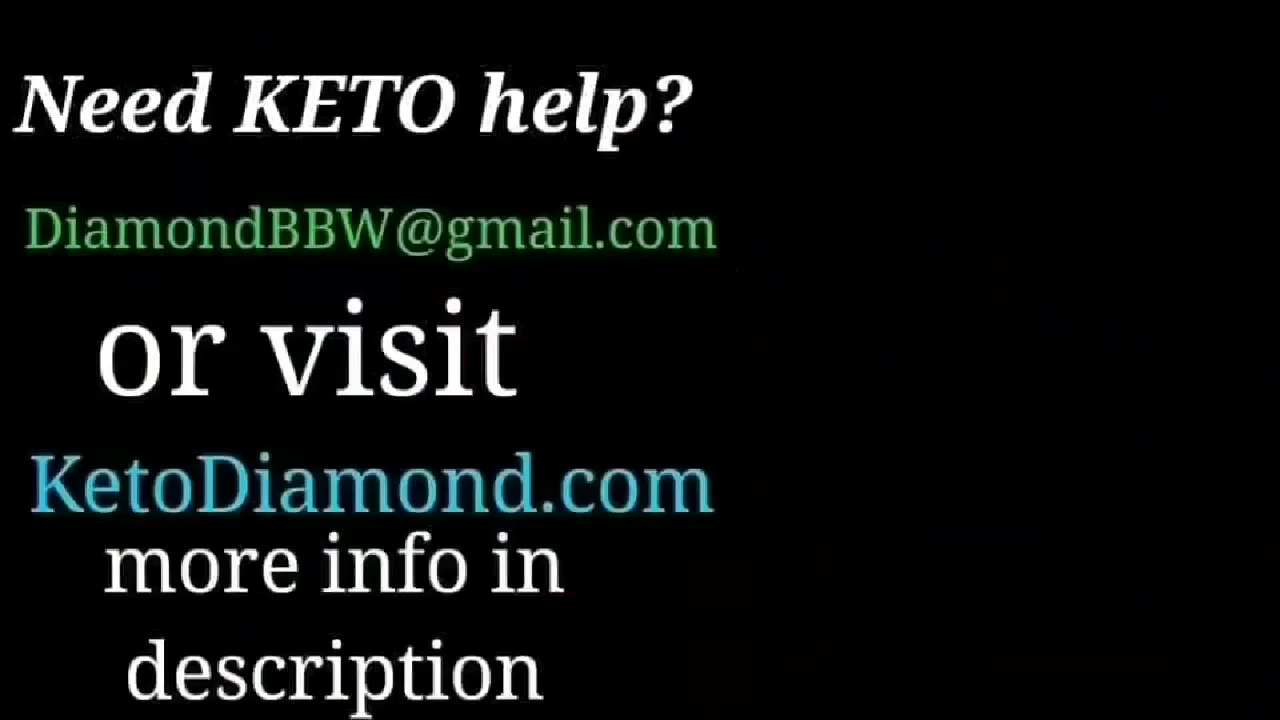 Need KETO help?
DiamondBBW@gmail.com
or visit
KetoDiamond.com
more info in
description